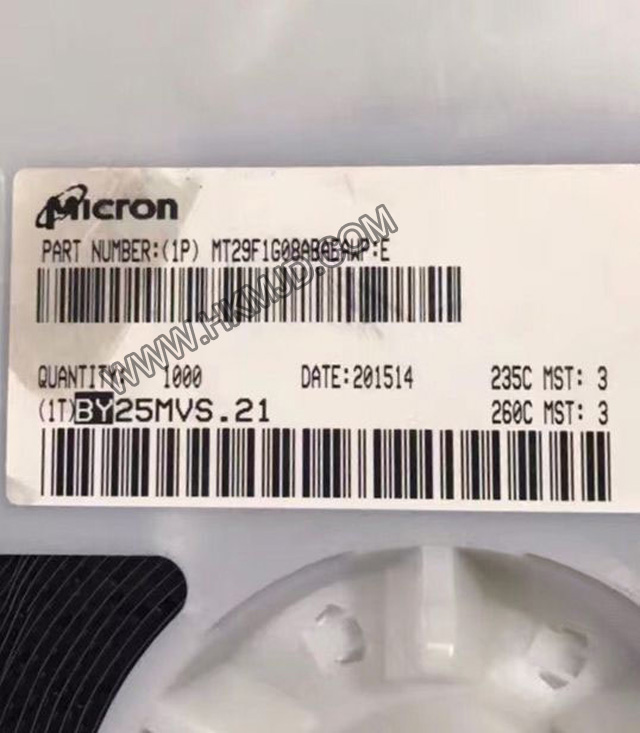 Micron
PART NUMBER:(1P) MT29F1G08ABAEAWP:E
WWW.HKMJD.COM
QUANTITY: 1000 DATE:201514 235C MST: 3
(1T)BY25MVS.21 260C MST: 3